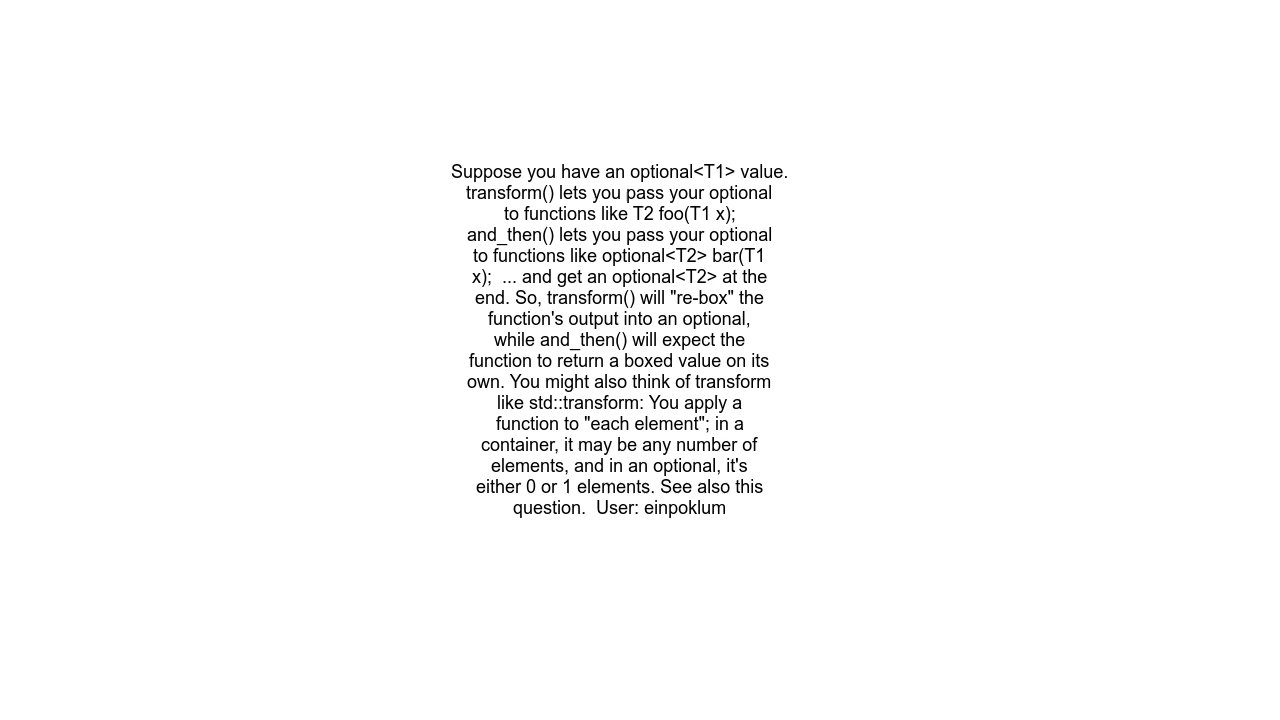 Suppose you have an optional<T1> value.
transform() lets you pass your optional
to functions like T2 foo(T1 x);
and_then() lets you pass your optional
to functions like optional<T2> bar(T1
x);  ... and get an optional<T2> at the
end. So, transform() will "re-box" the
function's output into an optional,
while and_then() will expect the
function to return a boxed value on its
own. You might also think of transform
like std::transform: You apply a
function to "each element"; in a
container, it may be any number of
elements, and in an optional, it's
either 0 or 1 elements. See also this
question.  User: einpoklum